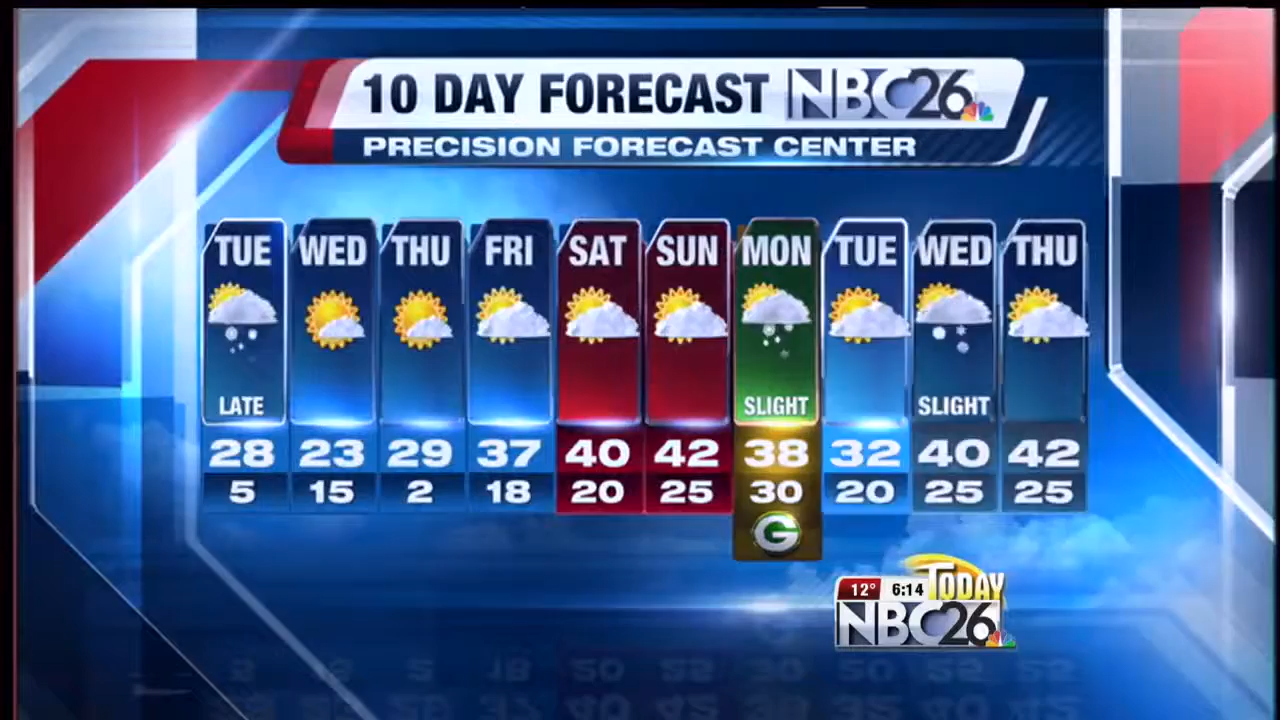 10 DAY FORECAST NBC26
PRECISION FORECAST CENTER
TUE WED THU FRI SAT SUN MON TUE WED THU
LATE SLIGHT SLIGHT
28 23 29 37 40 42 38 32 40 42
5 15 2 18 20 25 30 20 25 25
G
12° 6:14 TODAY
NBC26